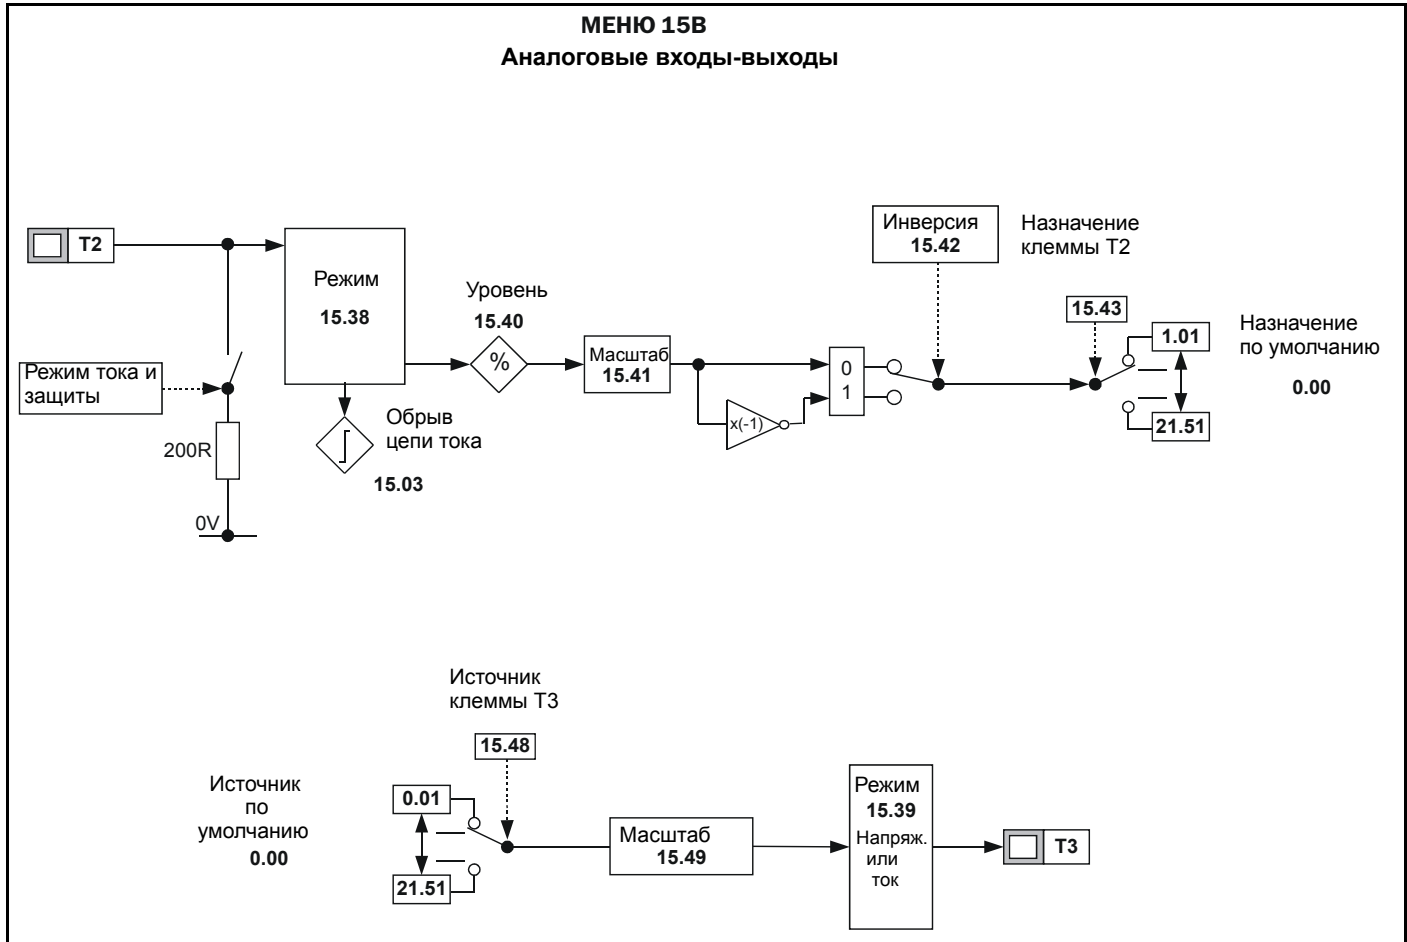 МЕНЮ 15В
Аналоговые входы-выходы
T2
Режим
15.38
Режим тока и
защиты
200R
0V
Обрыв
цепи тока
15.03
Уровень
15.40
%
Масштаб
15.41
x(-1)
0
1
Инверсия
15.42
Назначение
клеммы T2
15.43
1.01
21.51
Назначение
по умолчанию
0.00
Источник
клеммы T3
15.48
Источник
по
умолчанию
0.00
0.01
21.51
Масштаб
15.49
Режим
15.39
Напряж.
или
ток
T3